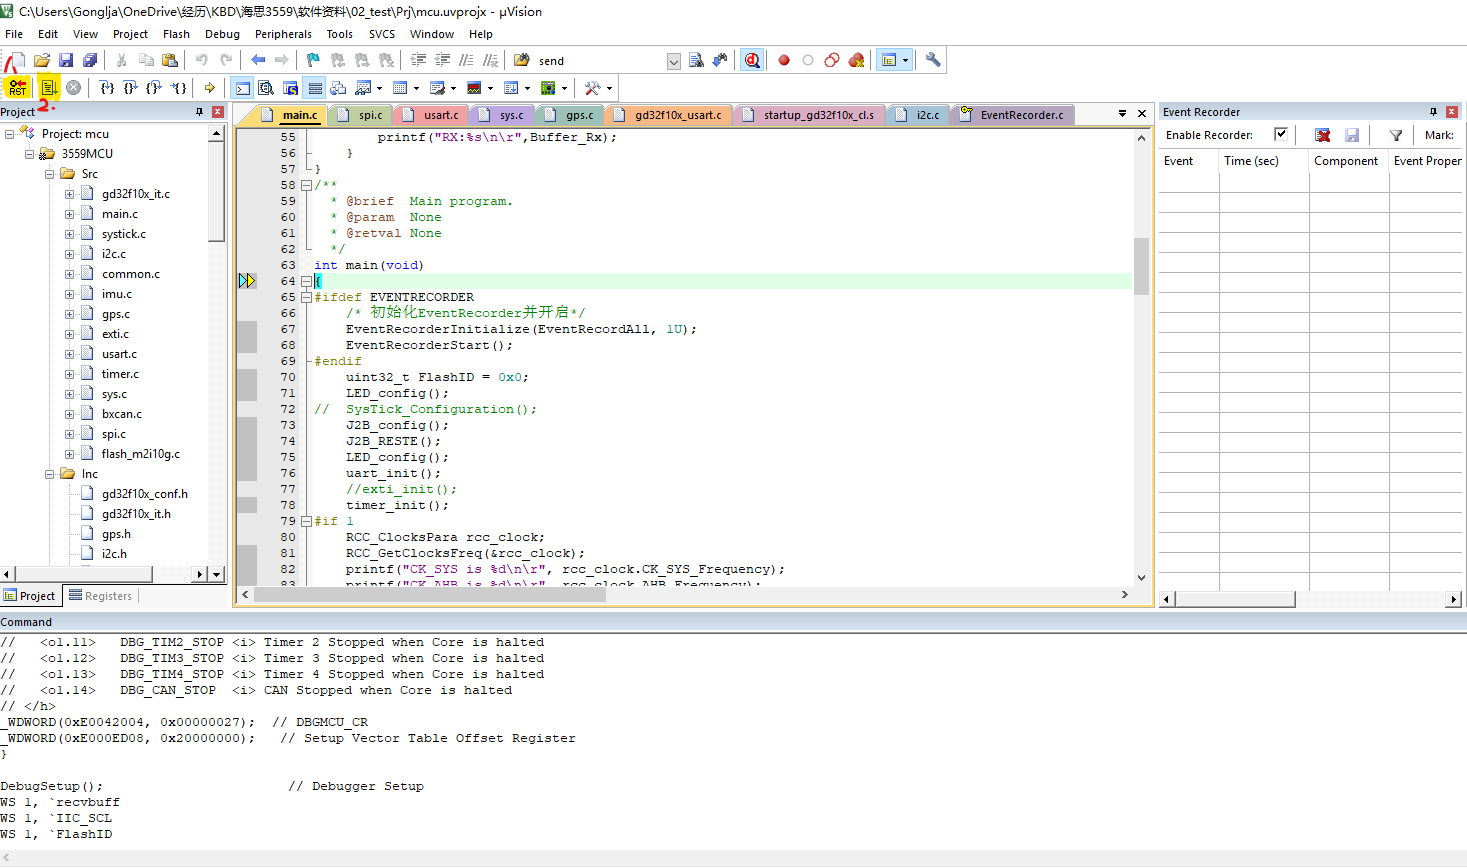 C:\Users\Gonglja\OneDrive\经历\KBD\海思3559\软件资料\02_test\Prj\mcu.uvprojx - µVision
File Edit View Project Flash Debug Peripherals Tools SVCS Window Help
send
RST
2.
Project
Project: mcu
3559MCU
Src
gd32f10x_it.c
main.c
systick.c
i2c.c
common.c
imu.c
gps.c
exti.c
usart.c
timer.c
sys.c
bxcan.c
spi.c
flash_m2i10g.c
Inc
gd32f10x_conf.h
gd32f10x_it.h
gps.h
i2c.h
Project Registers
main.c spi.c usart.c sys.c gps.c gd32f10x_usart.c startup_gd32f10x_cl.s i2c.c EventRecorder.c
55 printf("RX:%s\n\r",Buffer_Rx);
56 }
57 }
58 /**
59 * @brief  Main program.
60 * @param  None
61 * @retval None
62 */
63 int main(void)
64 {
65 #ifdef EVENTRECORDER
66 /* 初始化EventRecorder并开启*/
67 EventRecorderInitialize(EventRecordAll, 1U);
68 EventRecorderStart();
69 #endif
70 uint32_t FlashID = 0x0;
71 LED_config();
72 //  SysTick_Configuration();
73 J2B_config();
74 J2B_RESTE();
75 LED_config();
76 uart_init();
77 //exti_init();
78 timer_init();
79 #if 1
80 RCC_ClocksPara rcc_clock;
81 RCC_GetClocksFreq(&rcc_clock);
82 printf("CK_SYS is %d\n\r", rcc_clock.CK_SYS_Frequency);
83 printf("CK_AHB is %d\n\r", rcc_clock.AHB_Frequency);
Event Recorder
Enable Recorder: Mark:
Event Time (sec) Component Event Proper
Command
//   <o1.11>   DBG_TIM2_STOP <i> Timer 2 Stopped when Core is halted
//   <o1.12>   DBG_TIM3_STOP <i> Timer 3 Stopped when Core is halted
//   <o1.13>   DBG_TIM4_STOP <i> Timer 4 Stopped when Core is halted
//   <o1.14>   DBG_CAN_STOP  <i> CAN Stopped when Core is halted
// </h>
_WDWORD(0xE0042004, 0x00000027);  // DBGMCU_CR
_WDWORD(0xE000ED08, 0x20000000);   // Setup Vector Table Offset Register
}
DebugSetup();                       // Debugger Setup
WS 1, `recvbuff
WS 1, `IIC_SCL
WS 1, `FlashID